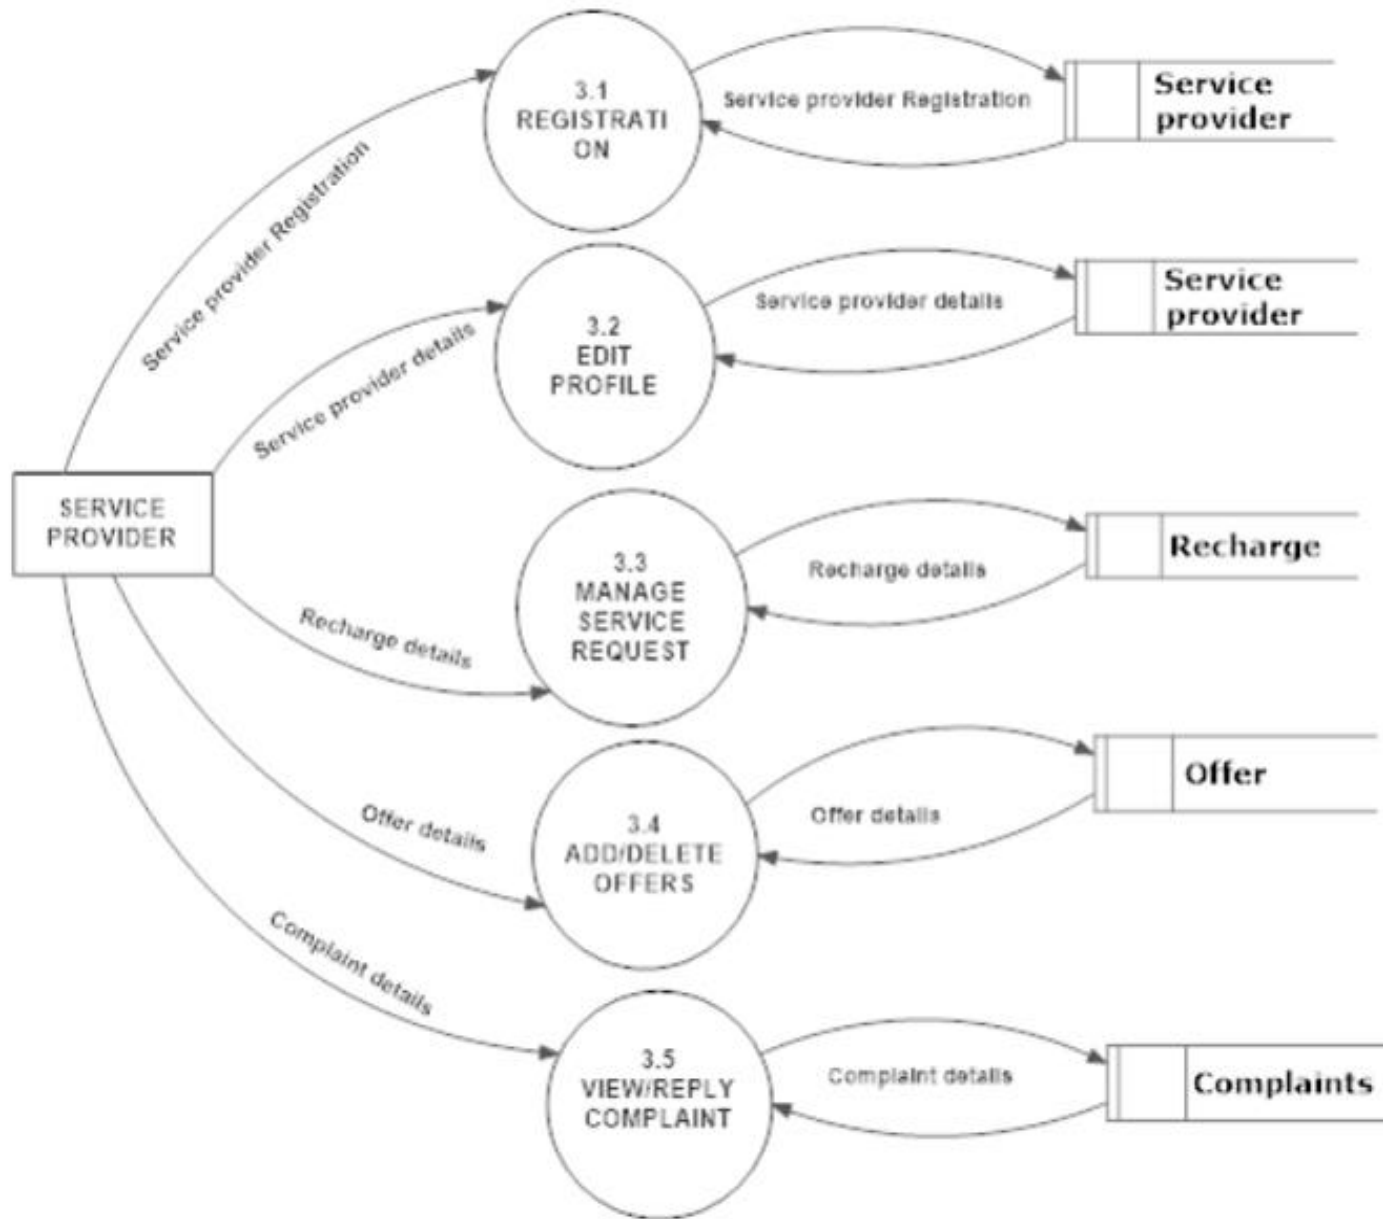 3.1
REGISTRATI
ON
Service provider Registration
Service
provider
Service provider Registration
3.2
EDIT
PROFILE
Service provider details
Service
provider
Service provider details
SERVICE
PROVIDER
3.3
MANAGE
SERVICE
REQUEST
Recharge details
Recharge
Recharge details
3.4
ADD/DELETE
OFFERS
Offer details
Offer
Offer details
3.5
VIEW/REPLY
COMPLAINT
Complaint details
Complaints
Complaint details